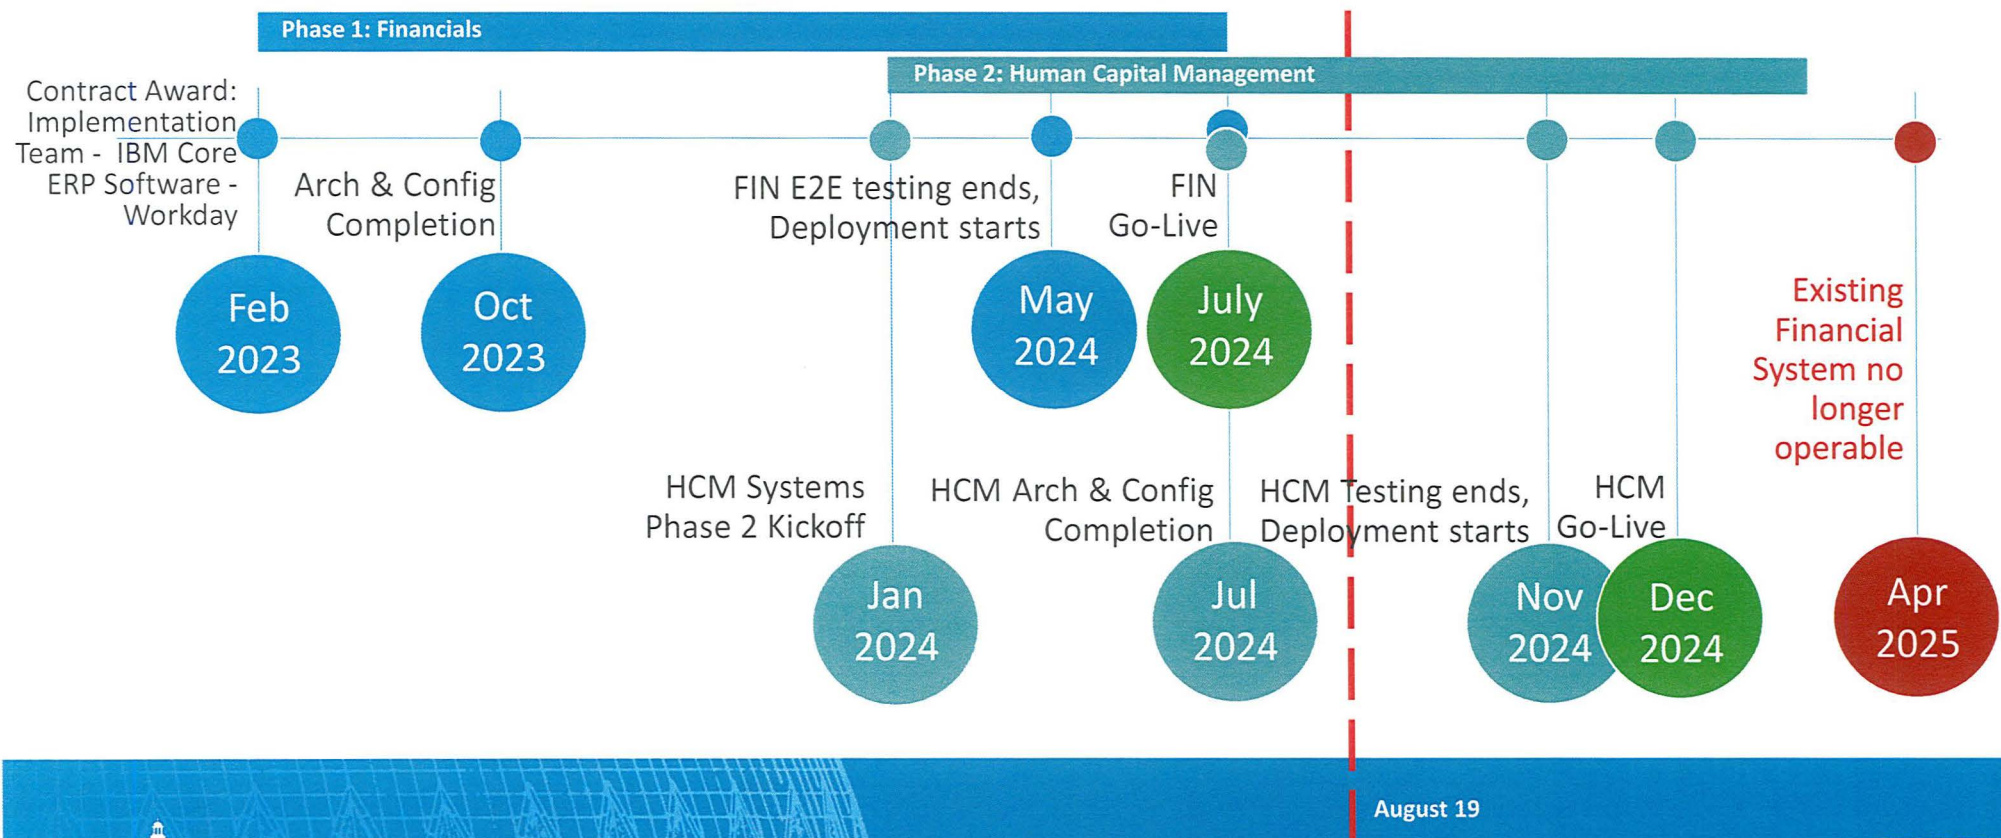 Phase 1: Financials
Phase 2: Human Capital Management
Contract Award:
Implementation
Team - IBM Core
ERP Software -
Workday
Arch & Config
Completion
FIN E2E testing ends,
Deployment starts
FIN
Go-Live
Feb
2023
Oct
2023
May
2024
July
2024
Existing
Financial
System no
longer
operable
HCM Systems
Phase 2 Kickoff
HCM Arch & Config
Completion
HCM Testing ends,
Deployment starts
HCM
Go-Live
Jan
2024
Jul
2024
Nov
2024
Dec
2024
Apr
2025
August 19